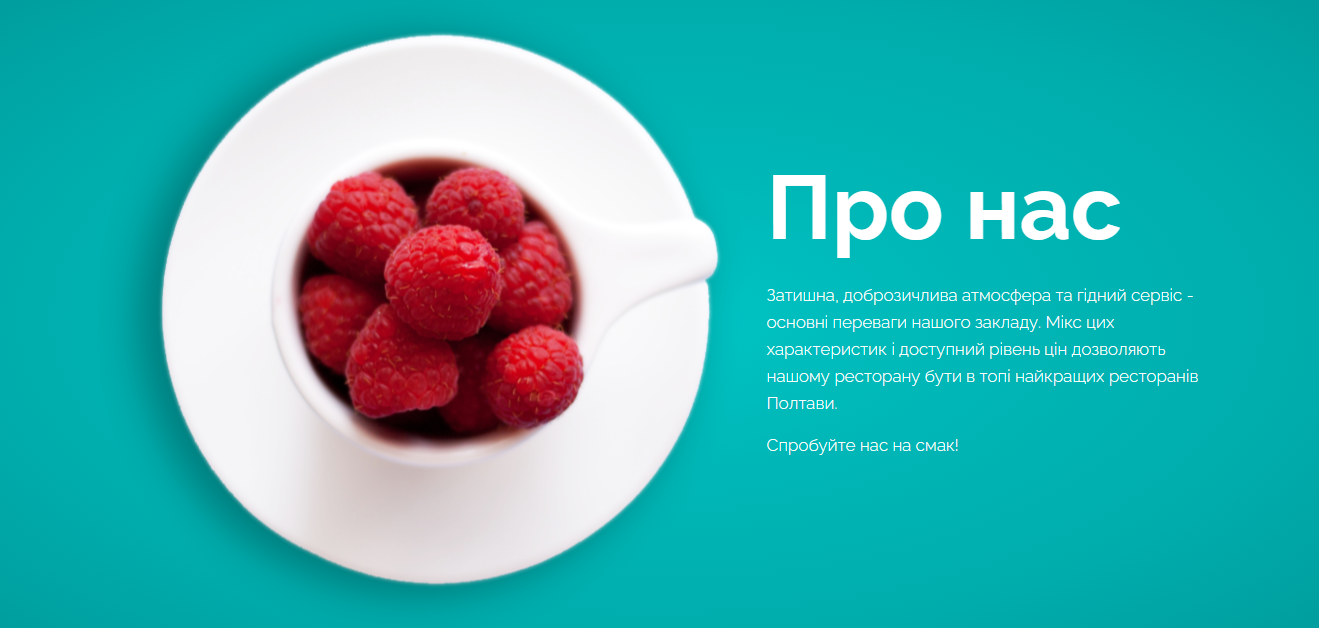 Про нас
Затишна, доброзичлива атмосфера та гідний сервіс -
основні переваги нашого закладу. Мікс цих
характеристик і доступний рівень цін дозволяють
нашому ресторану бути в топі найкращих ресторанів
Полтави.
Спробуйте нас на смак!